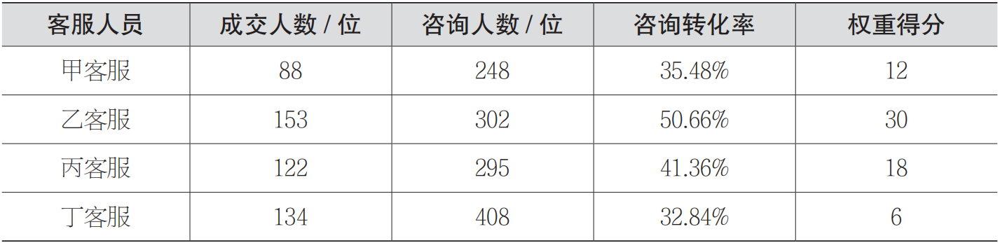 客服人员 成交人数 / 位 咨询人数 / 位 咨询转化率 权重得分
甲客服 88 248 35.48% 12
乙客服 153 302 50.66% 30
丙客服 122 295 41.36% 18
丁客服 134 408 32.84% 6